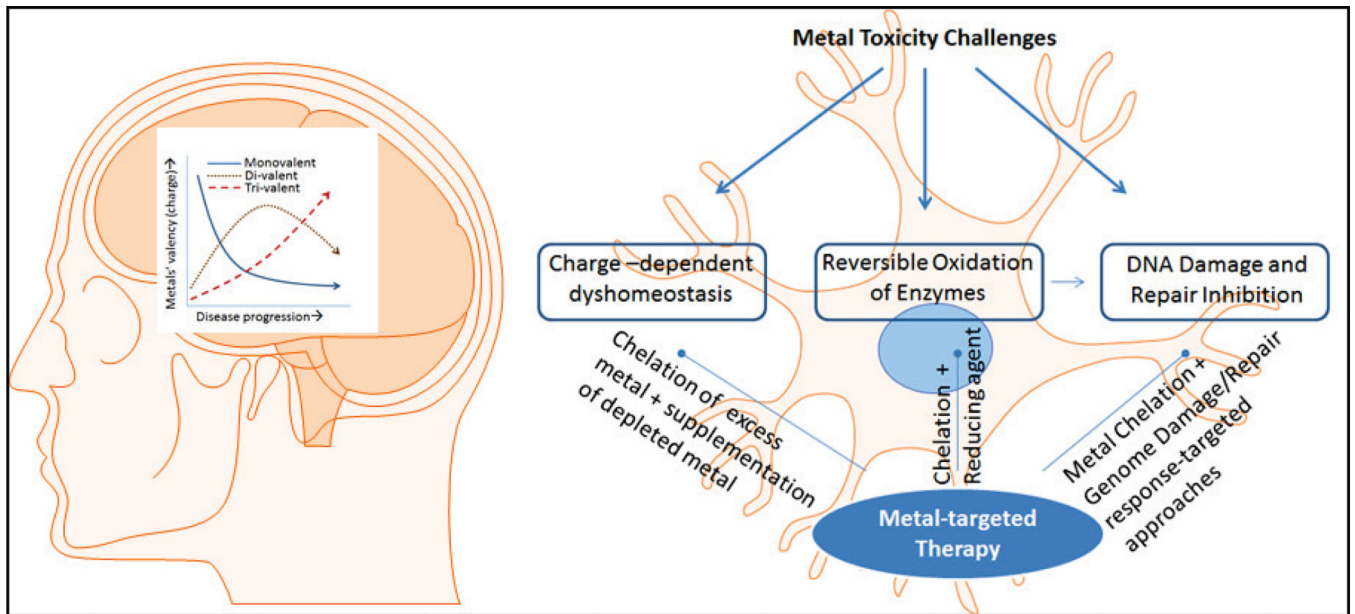 Metal Toxicity Challenges
Metals' valency (charge)→
Monovalent
Di-valent
Tri-valent
Disease progression→
Charge –dependent
dyshomeostasis
Reversible Oxidation
of Enzymes
DNA Damage and
Repair Inhibition
Chelation of excess
metal + supplementation
of depleted metal
Chelation +
Reducing agent
Metal Chelation +
Genome Damage/Repair
response-targeted
approaches
Metal-targeted
Therapy